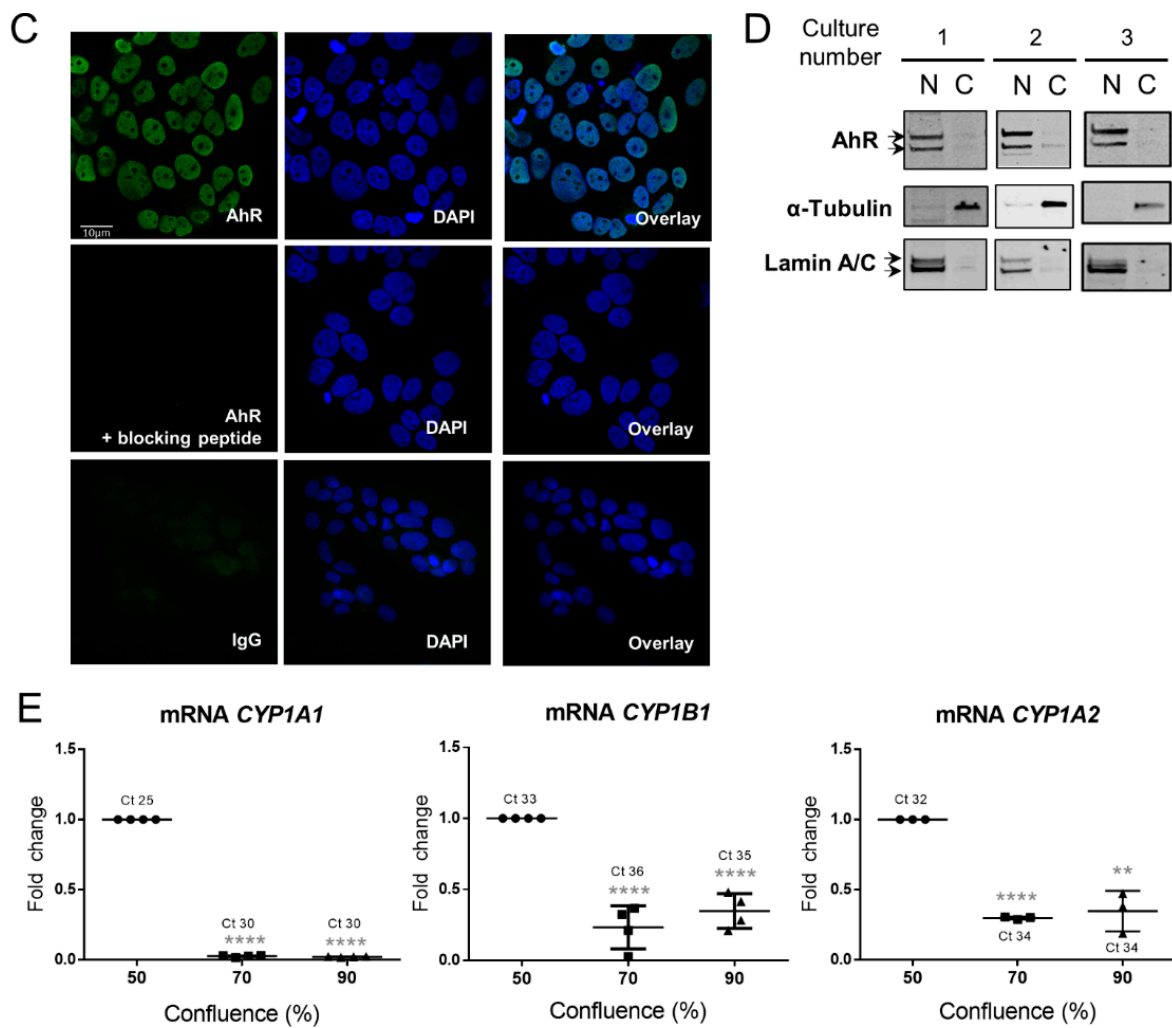 C
AhR
10µm
DAPI
Overlay
AhR
+ blocking peptide
DAPI
Overlay
IgG
DAPI
Overlay
D
Culture
number
1
2
3
N C
N C
N C
AhR
α-Tubulin
Lamin A/C
E
mRNA CYP1A1
Fold change
1.5
1.0
0.5
0.0
Ct 25
Ct 30
****
Ct 30
****
50
70
90
Confluence (%)
mRNA CYP1B1
Fold change
1.5
1.0
0.5
0.0
Ct 33
Ct 36
****
Ct 35
****
50
70
90
Confluence (%)
mRNA CYP1A2
Fold change
1.5
1.0
0.5
0.0
Ct 32
****
Ct 34
**
Ct 34
50
70
90
Confluence (%)